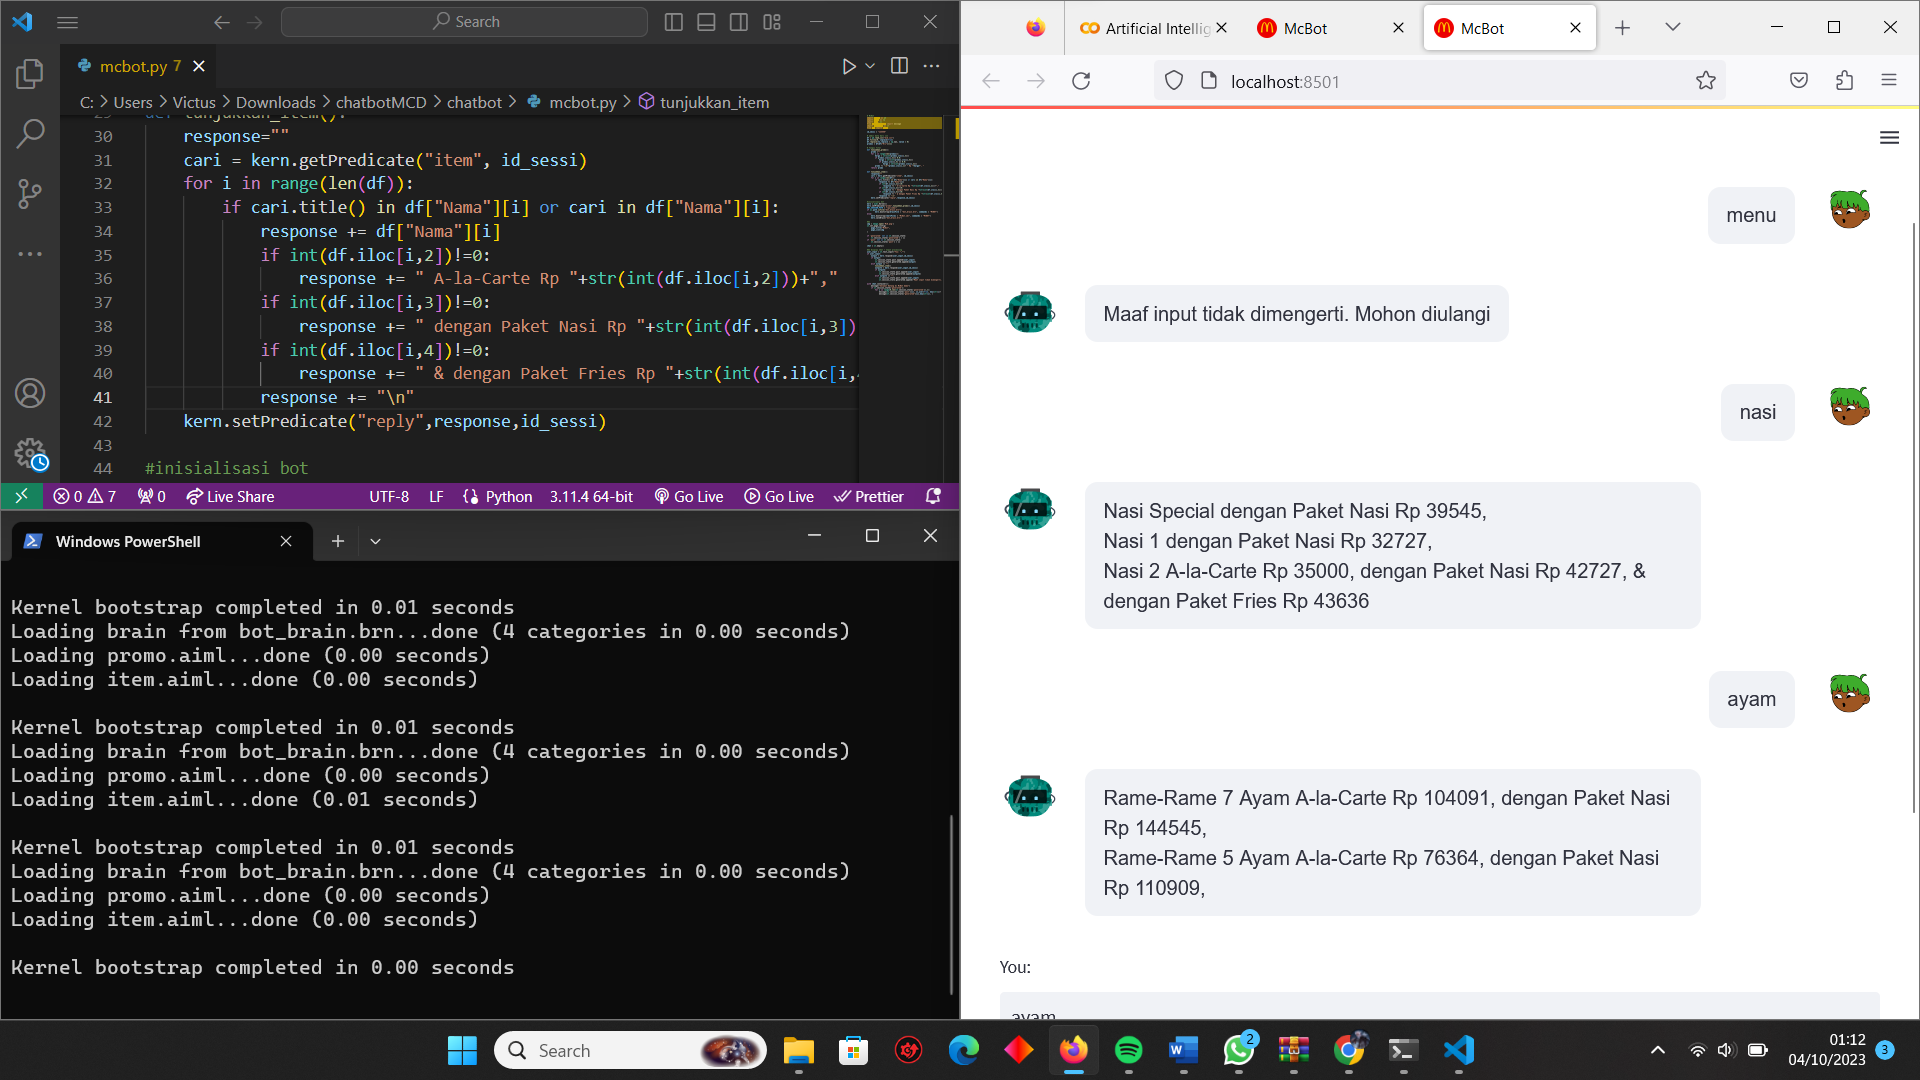 Search
mcbot.py 7
C: > Users > Victus > Downloads > chatbotMCD > chatbot > mcbot.py > tunjukkan_item
29 def tunjukkan_item():
30 response=""
31 cari = kern.getPredicate("item", id_sessi)
32 for i in range(len(df)):
33 if cari.title() in df["Nama"][i] or cari in df["Nama"][i]:
34 response += df["Nama"][i]
35 if int(df.iloc[i,2])!=0:
36 response += " A-la-Carte Rp "+str(int(df.iloc[i,2]))+","
37 if int(df.iloc[i,3])!=0:
38 response += " dengan Paket Nasi Rp "+str(int(df.iloc[i,3])
39 if int(df.iloc[i,4])!=0:
40 response += " & dengan Paket Fries Rp "+str(int(df.iloc[i,
41 response += "\n"
42 kern.setPredicate("reply",response,id_sessi)
43
44 #inisialisasi bot
0 7 0 Live Share UTF-8 LF Python 3.11.4 64-bit Go Live Go Live Prettier
Windows PowerShell
Kernel bootstrap completed in 0.01 seconds
Loading brain from bot_brain.brn...done (4 categories in 0.00 seconds)
Loading promo.aiml...done (0.00 seconds)
Loading item.aiml...done (0.00 seconds)
Kernel bootstrap completed in 0.01 seconds
Loading brain from bot_brain.brn...done (4 categories in 0.00 seconds)
Loading promo.aiml...done (0.00 seconds)
Loading item.aiml...done (0.01 seconds)
Kernel bootstrap completed in 0.01 seconds
Loading brain from bot_brain.brn...done (4 categories in 0.00 seconds)
Loading promo.aiml...done (0.00 seconds)
Loading item.aiml...done (0.00 seconds)
Kernel bootstrap completed in 0.00 seconds
Artificial Intellig McBot McBot
localhost:8501
menu
Maaf input tidak dimengerti. Mohon diulangi
nasi
Nasi Special dengan Paket Nasi Rp 39545,
Nasi 1 dengan Paket Nasi Rp 32727,
Nasi 2 A-la-Carte Rp 35000, dengan Paket Nasi Rp 42727, &
dengan Paket Fries Rp 43636
ayam
Rame-Rame 7 Ayam A-la-Carte Rp 104091, dengan Paket Nasi
Rp 144545,
Rame-Rame 5 Ayam A-la-Carte Rp 76364, dengan Paket Nasi
Rp 110909,
You:
ayam
Search
2
01:12
04/10/2023
3